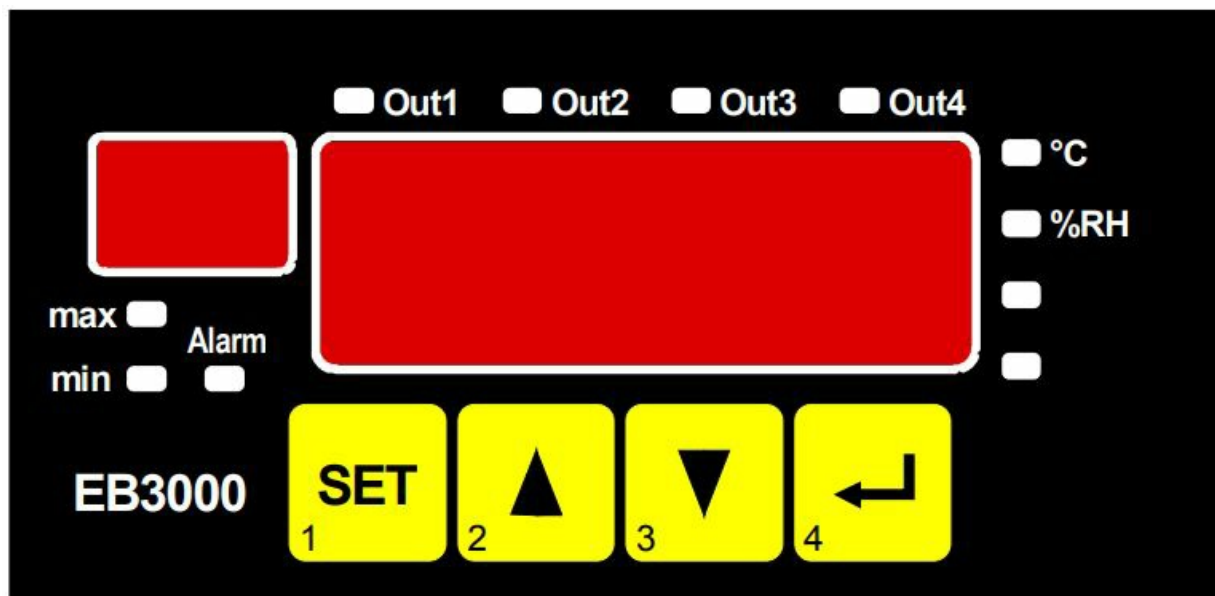 Out1 Out2 Out3 Out4
°C
%RH
max
Alarm
min
EB3000
SET
1 2 3 4